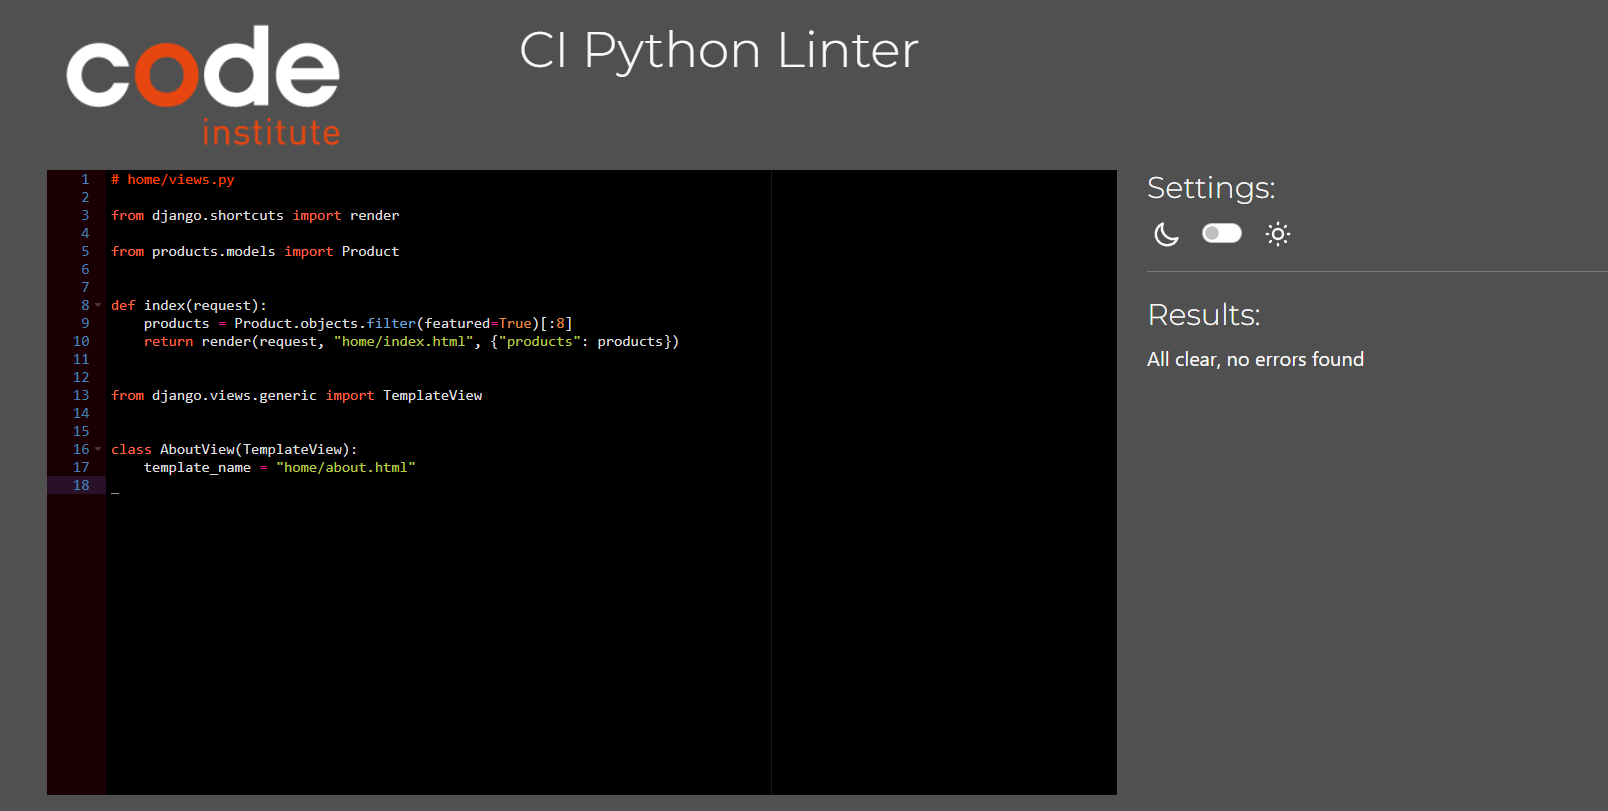 code
institute
CI Python Linter
1 # home/views.py
2
3 from django.shortcuts import render
4
5 from products.models import Product
6
7
8 def index(request):
9     products = Product.objects.filter(featured=True)[:8]
10     return render(request, "home/index.html", {"products": products})
11
12
13 from django.views.generic import TemplateView
14
15
16 class AboutView(TemplateView):
17     template_name = "home/about.html"
18
Settings:
Results:
All clear, no errors found